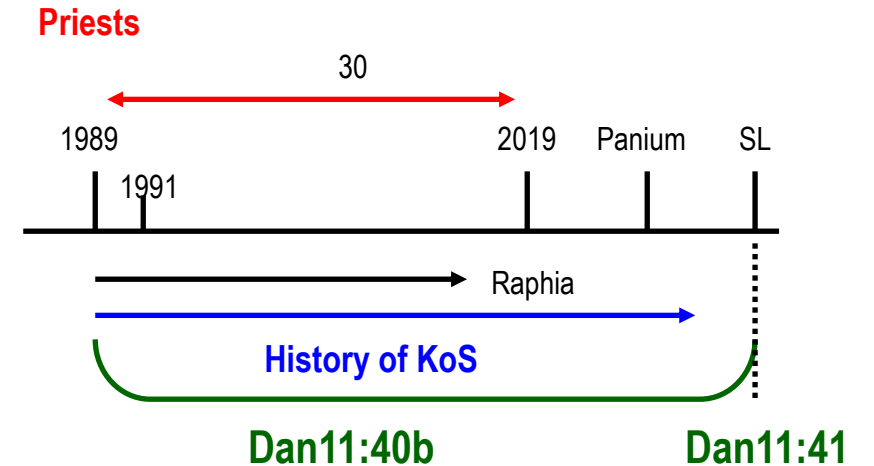 Priests
30
1989
2019
Panium
SL
1991
Raphia
History of KoS
Dan11:40b
Dan11:41